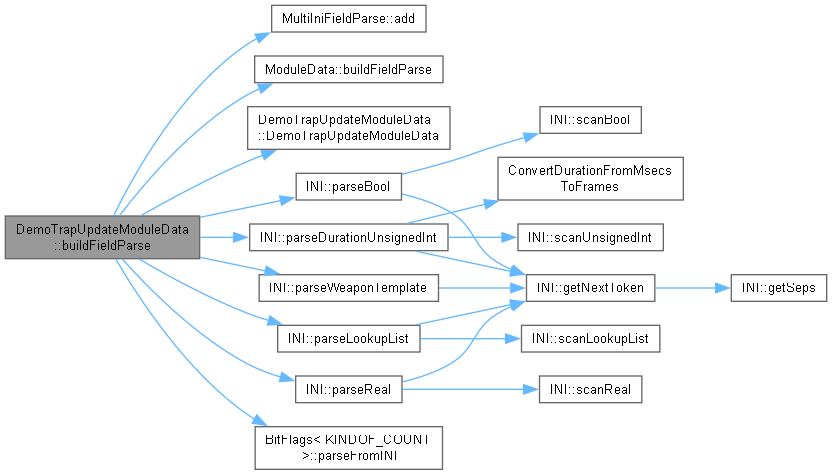 MultiIniFieldParse::add
ModuleData::buildFieldParse
DemoTrapUpdateModuleData
::DemoTrapUpdateModuleData
INI::scanBool
INI::parseBool
ConvertDurationFromMsecs
ToFrames
DemoTrapUpdateModuleData
::buildFieldParse
INI::parseDurationUnsignedInt
INI::scanUnsignedInt
INI::parseWeaponTemplate
INI::getNextToken
INI::getSeps
INI::parseLookupList
INI::scanLookupList
INI::parseReal
INI::scanReal
BitFlags< KINDOF_COUNT
>::parseFromINI